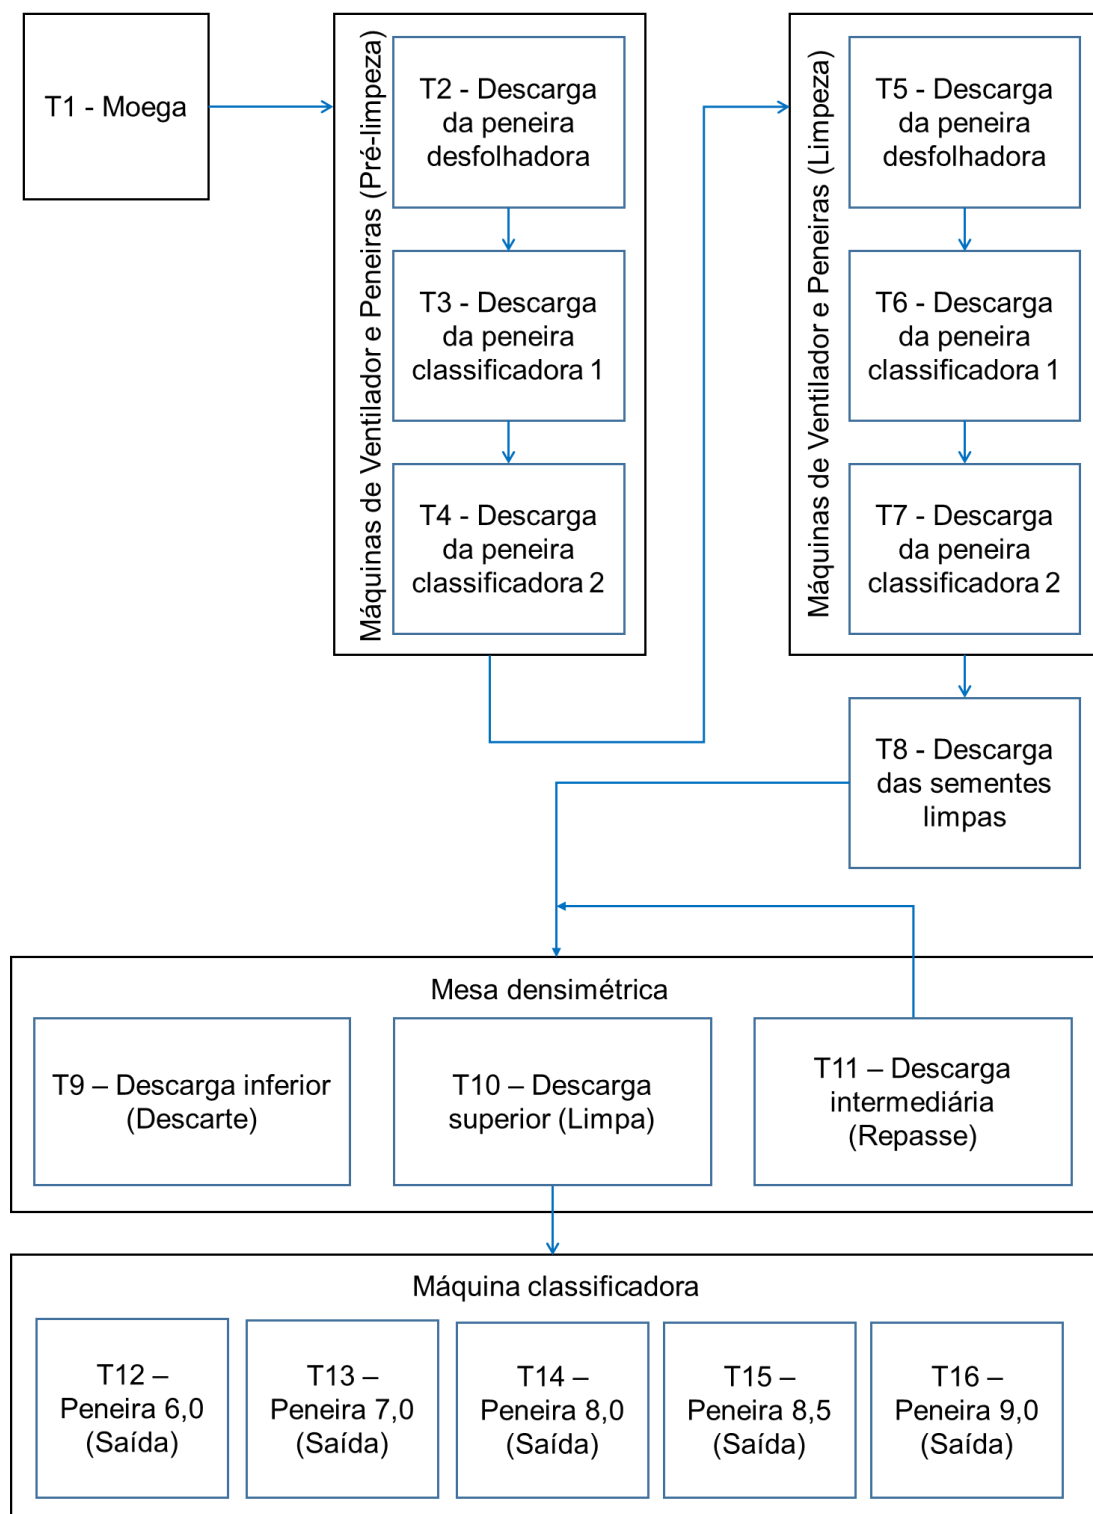 T1 - Moega
Máquinas de Ventilador e Peneiras (Pré-limpeza)
T2 - Descarga
da peneira
desfolhadora
T3 - Descarga
da peneira
classificadora 1
T4 - Descarga
da peneira
classificadora 2
Máquinas de Ventilador e Peneiras (Limpeza)
T5 - Descarga
da peneira
desfolhadora
T6 - Descarga
da peneira
classificadora 1
T7 - Descarga
da peneira
classificadora 2
T8 - Descarga
das sementes
limpas
Mesa densimétrica
T9 – Descarga inferior
(Descarte)
T10 – Descarga
superior (Limpa)
T11 – Descarga
intermediária
(Repasse)
Máquina classificadora
T12 –
Peneira 6,0
(Saída)
T13 –
Peneira 7,0
(Saída)
T14 –
Peneira 8,0
(Saída)
T15 –
Peneira 8,5
(Saída)
T16 –
Peneira 9,0
(Saída)